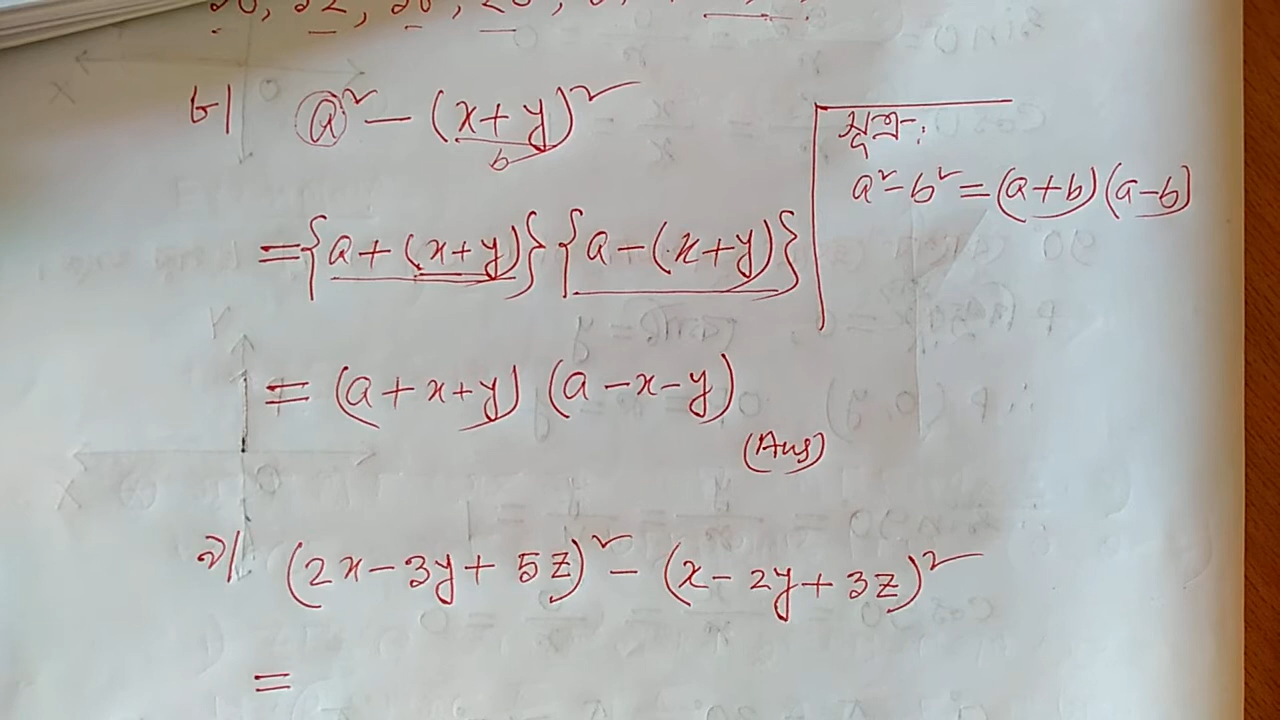 ৮| a² − (x+y)²
b
সূত্র:
a²−b² = (a+b)(a−b)
= {a + (x+y)} {a − (x+y)}
= (a+x+y) (a−x−y)
(Ans)
৯| (2x−3y+5z)² − (x−2y+3z)²
=